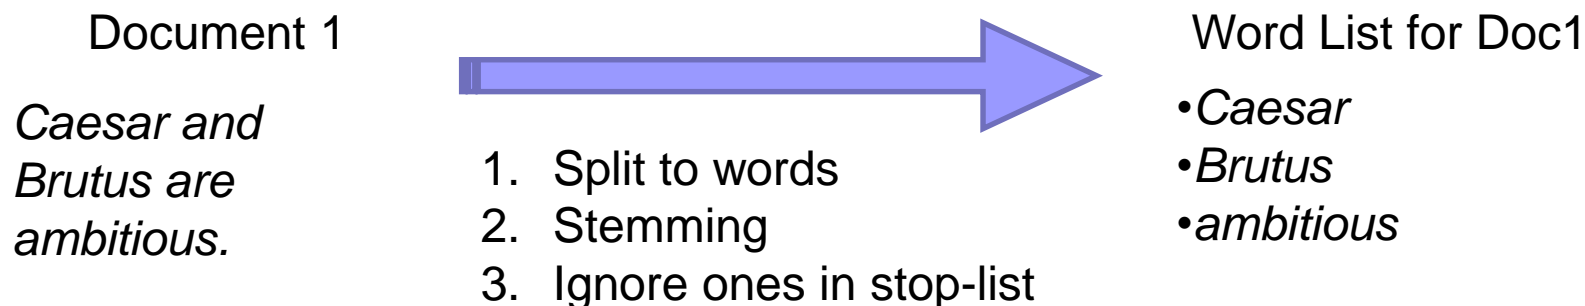 Document 1
Caesar and
Brutus are
ambitious.
1. Split to words
2. Stemming
3. Ignore ones in stop-list
Word List for Doc1
•Caesar
•Brutus
•ambitious